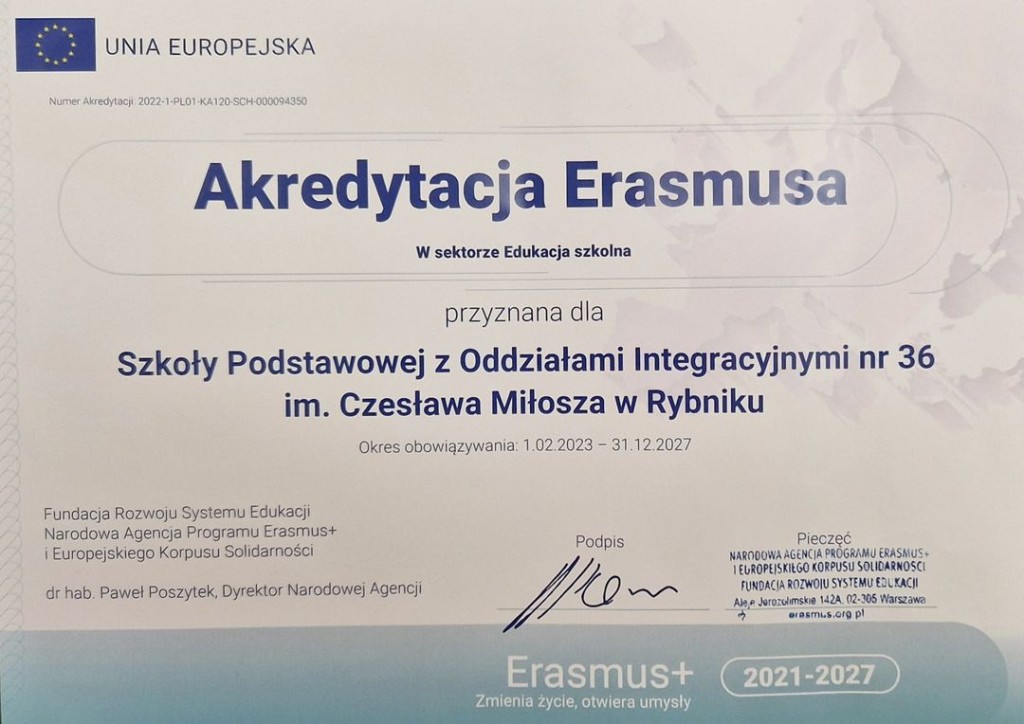 UNIA EUROPEJSKA
Numer Akredytacji: 2022-1-PL01-KA120-SCH-000094350
Akredytacja Erasmusa
W sektorze Edukacja szkolna
przyznana dla
Szkoły Podstawowej z Oddziałami Integracyjnymi nr 36
im. Czesława Miłosza w Rybniku
Okres obowiązywania: 1.02.2023 – 31.12.2027
Fundacja Rozwoju Systemu Edukacji
Narodowa Agencja Programu Erasmus+
i Europejskiego Korpusu Solidarności
dr hab. Paweł Poszytek, Dyrektor Narodowej Agencji
Podpis
Pieczęć
NARODOWA AGENCJA PROGRAMU ERASMUS+
I EUROPEJSKIEGO KORPUSU SOLIDARNOŚCI
FUNDACJA ROZWOJU SYSTEMU EDUKACJI
Aleje Jerozolimskie 142A, 02-305 Warszawa
erasmus.org.pl
Erasmus+
Zmienia życie, otwiera umysły
2021-2027